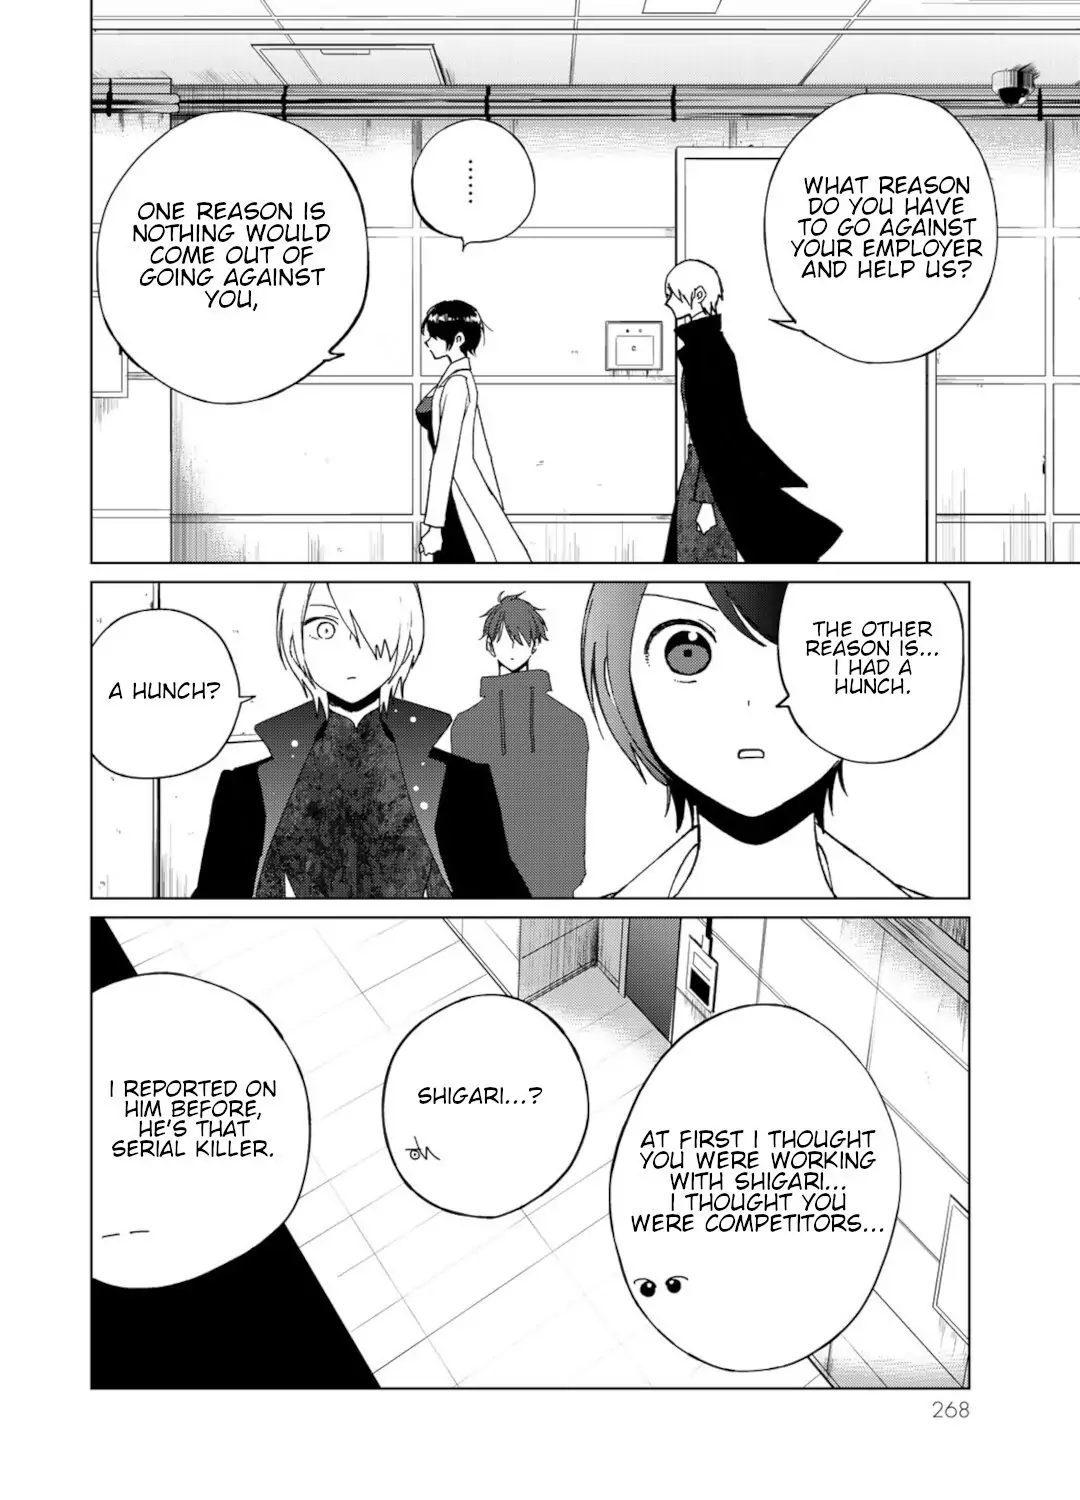 WHAT REASON
DO YOU HAVE
TO GO AGAINST
YOUR EMPLOYER
AND HELP US?
.......
ONE REASON IS
NOTHING WOULD
COME OUT OF
GOING AGAINST
YOU,
THE OTHER
REASON IS...
I HAD A
HUNCH.
A HUNCH?
AT FIRST I THOUGHT
YOU WERE WORKING
WITH SHIGARI...
I THOUGHT YOU
WERE COMPETITORS...
SHIGARI...?
I REPORTED ON
HIM BEFORE,
HE'S THAT
SERIAL KILLER.
268